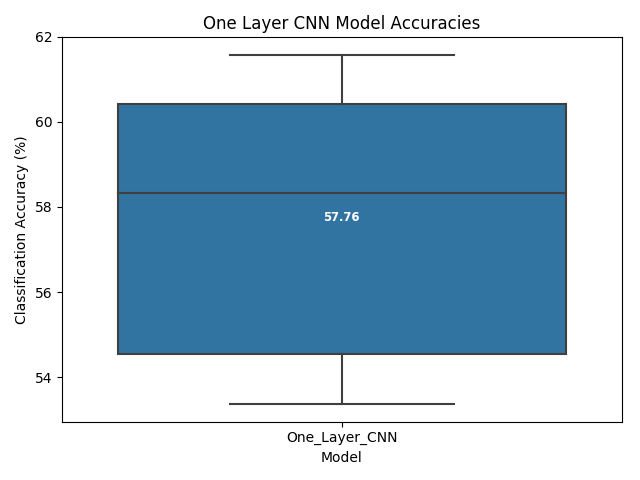 One Layer CNN Model Accuracies
62
60
58
56
54
Classification Accuracy (%)
57.76
One_Layer_CNN
Model